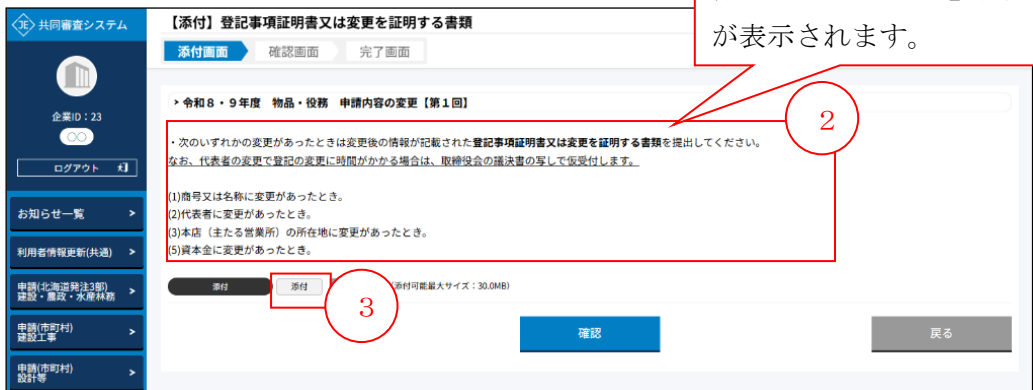 共同審査システム
企業ID:23
○○
ログアウト
お知らせ一覧
利用者情報更新(共通)
申請(北海道発注3部)
建設・農政・水産林務
申請(市町村)
建設工事
申請(市町村)
設計等
【添付】登記事項証明書又は変更を証明する書類
添付画面
確認画面
完了画面
が表示されます。
令和8・9年度 物品・役務 申請内容の変更【第1回】
②
・次のいずれかの変更があったときは変更後の情報が記載された登記事項証明書又は変更を証明する書類を提出してください。
なお、代表者の変更で登記の変更に時間がかかる場合は、取締役会の議決書の写しで仮受付します。
(1)商号又は名称に変更があったとき。
(2)代表者に変更があったとき。
(3)本店(主たる営業所)の所在地に変更があったとき。
(5)資本金に変更があったとき。
添付
添付
(添付可能最大サイズ:30.0MB)
③
確認
戻る